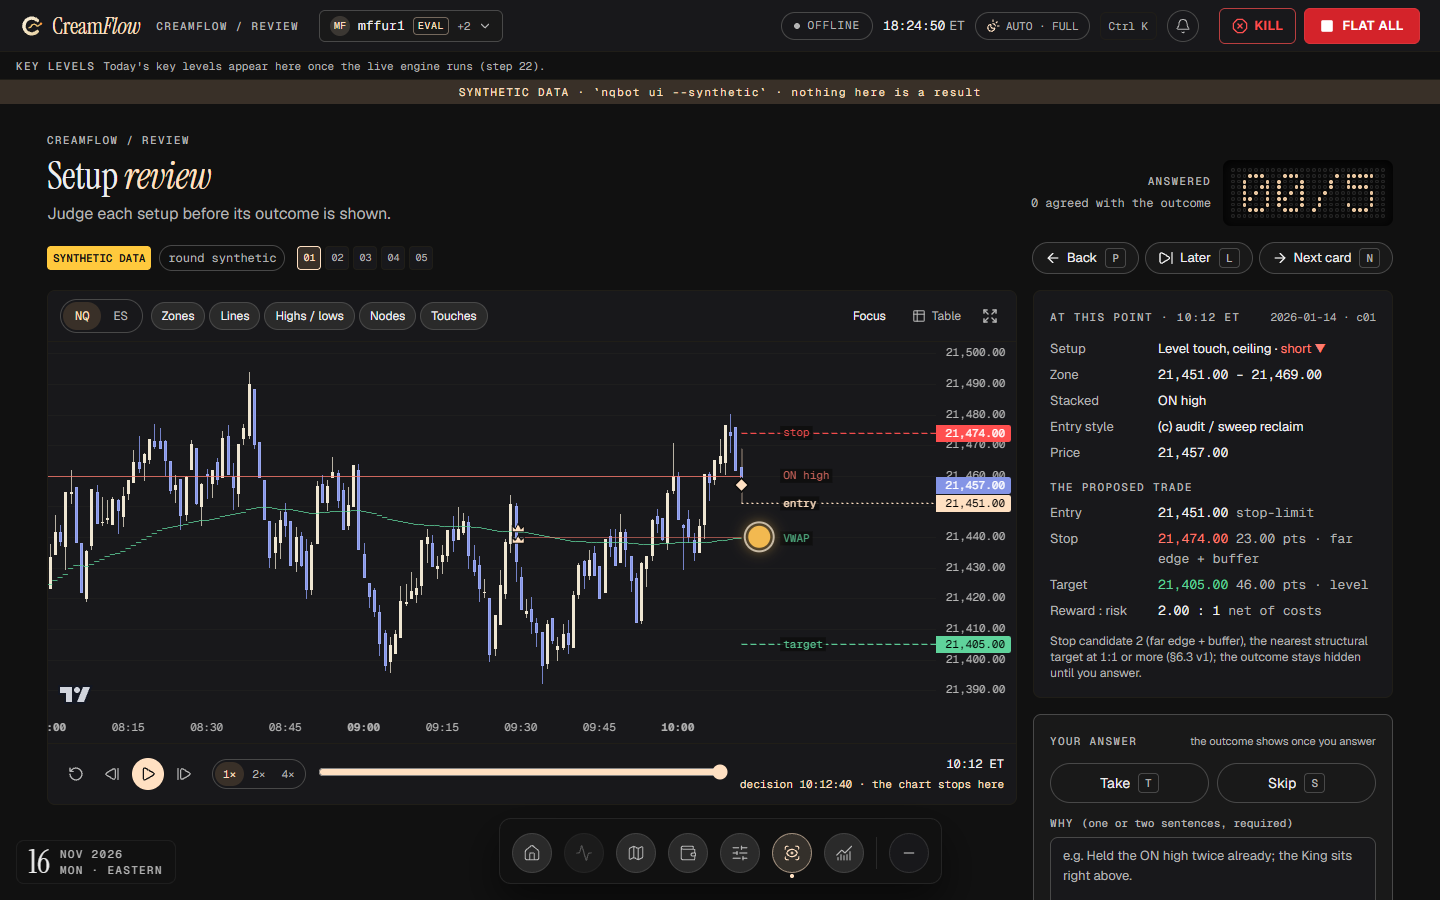 CreamFlow CREAMFLOW / REVIEW MF mffur1 EVAL +2 OFFLINE 18:24:50 ET AUTO · FULL Ctrl K KILL FLAT ALL
KEY LEVELS Today's key levels appear here once the live engine runs (step 22).
SYNTHETIC DATA · `nqbot ui --synthetic` · nothing here is a result
CREAMFLOW / REVIEW
Setup review
Judge each setup before its outcome is shown.
ANSWERED
0 agreed with the outcome
00/5
SYNTHETIC DATA round synthetic 01 02 03 04 05
Back P Later L Next card N
NQ ES Zones Lines Highs / lows Nodes Touches Focus Table
21,500.00
21,490.00
21,480.00
stop 21,474.00
21,470.00
ON high 21,460.00
21,457.00
entry 21,451.00
21,440.00
VWAP
21,430.00
21,420.00
21,410.00
target 21,405.00
21,400.00
21,390.00
:00 08:15 08:30 08:45 09:00 09:15 09:30 09:45 10:00
1× 2× 4×
10:12 ET
decision 10:12:40 · the chart stops here
AT THIS POINT · 10:12 ET 2026-01-14 · c01
Setup Level touch, ceiling · short ▼
Zone 21,451.00 – 21,469.00
Stacked ON high
Entry style (c) audit / sweep reclaim
Price 21,457.00
THE PROPOSED TRADE
Entry 21,451.00 stop-limit
Stop 21,474.00 23.00 pts · far
edge + buffer
Target 21,405.00 46.00 pts · level
Reward : risk 2.00 : 1 net of costs
Stop candidate 2 (far edge + buffer), the nearest structural
target at 1:1 or more (§6.3 v1); the outcome stays hidden
until you answer.
YOUR ANSWER the outcome shows once you answer
Take T Skip S
WHY (one or two sentences, required)
e.g. Held the ON high twice already; the King sits
right above.
16 NOV 2026
MON · EASTERN